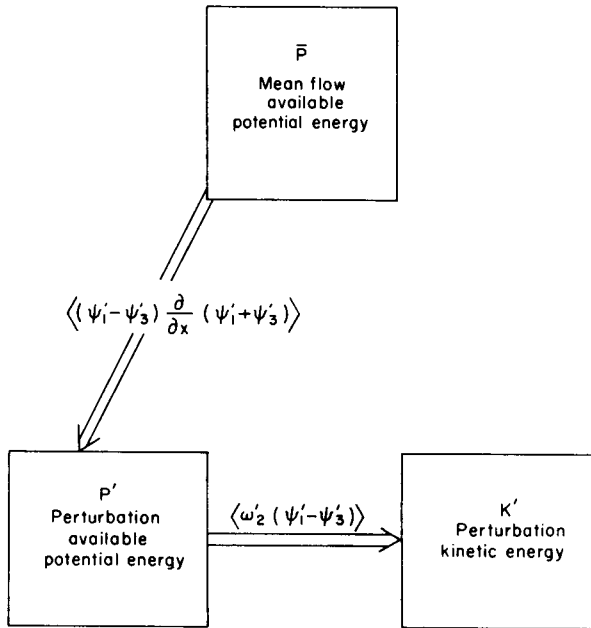 P̄
Mean flow
available
potential energy
⟨(ψ′₁−ψ′₃) ∂/∂x (ψ′₁+ψ′₃)⟩
P′
Perturbation
available
potential energy
⟨ω′₂ (ψ′₁−ψ′₃)⟩
K′
Perturbation
kinetic energy